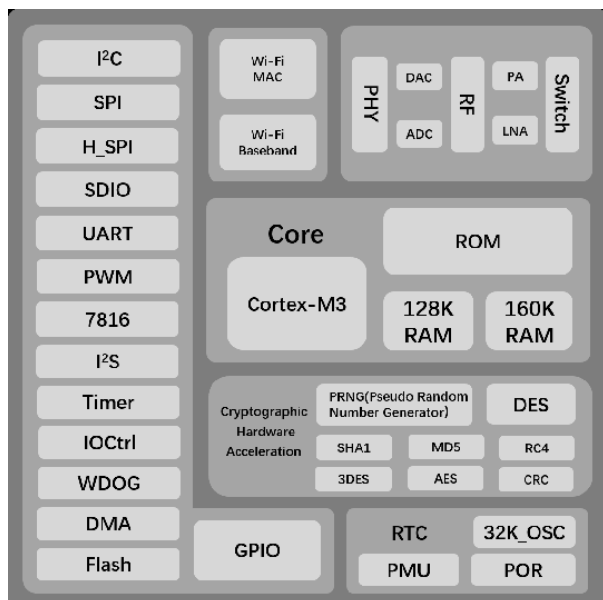 I²C
SPI
H_SPI
SDIO
UART
PWM
7816
I²S
Timer
IOCtrl
WDOG
DMA
Flash
GPIO
Wi-Fi
MAC
Wi-Fi
Baseband
PHY
DAC
ADC
RF
PA
LNA
Switch
Core
Cortex-M3
ROM
128K
RAM
160K
RAM
Cryptographic
Hardware
Acceleration
PRNG(Pseudo Random
Number Generator)
DES
SHA1
MD5
RC4
3DES
AES
CRC
RTC
32K_OSC
PMU
POR